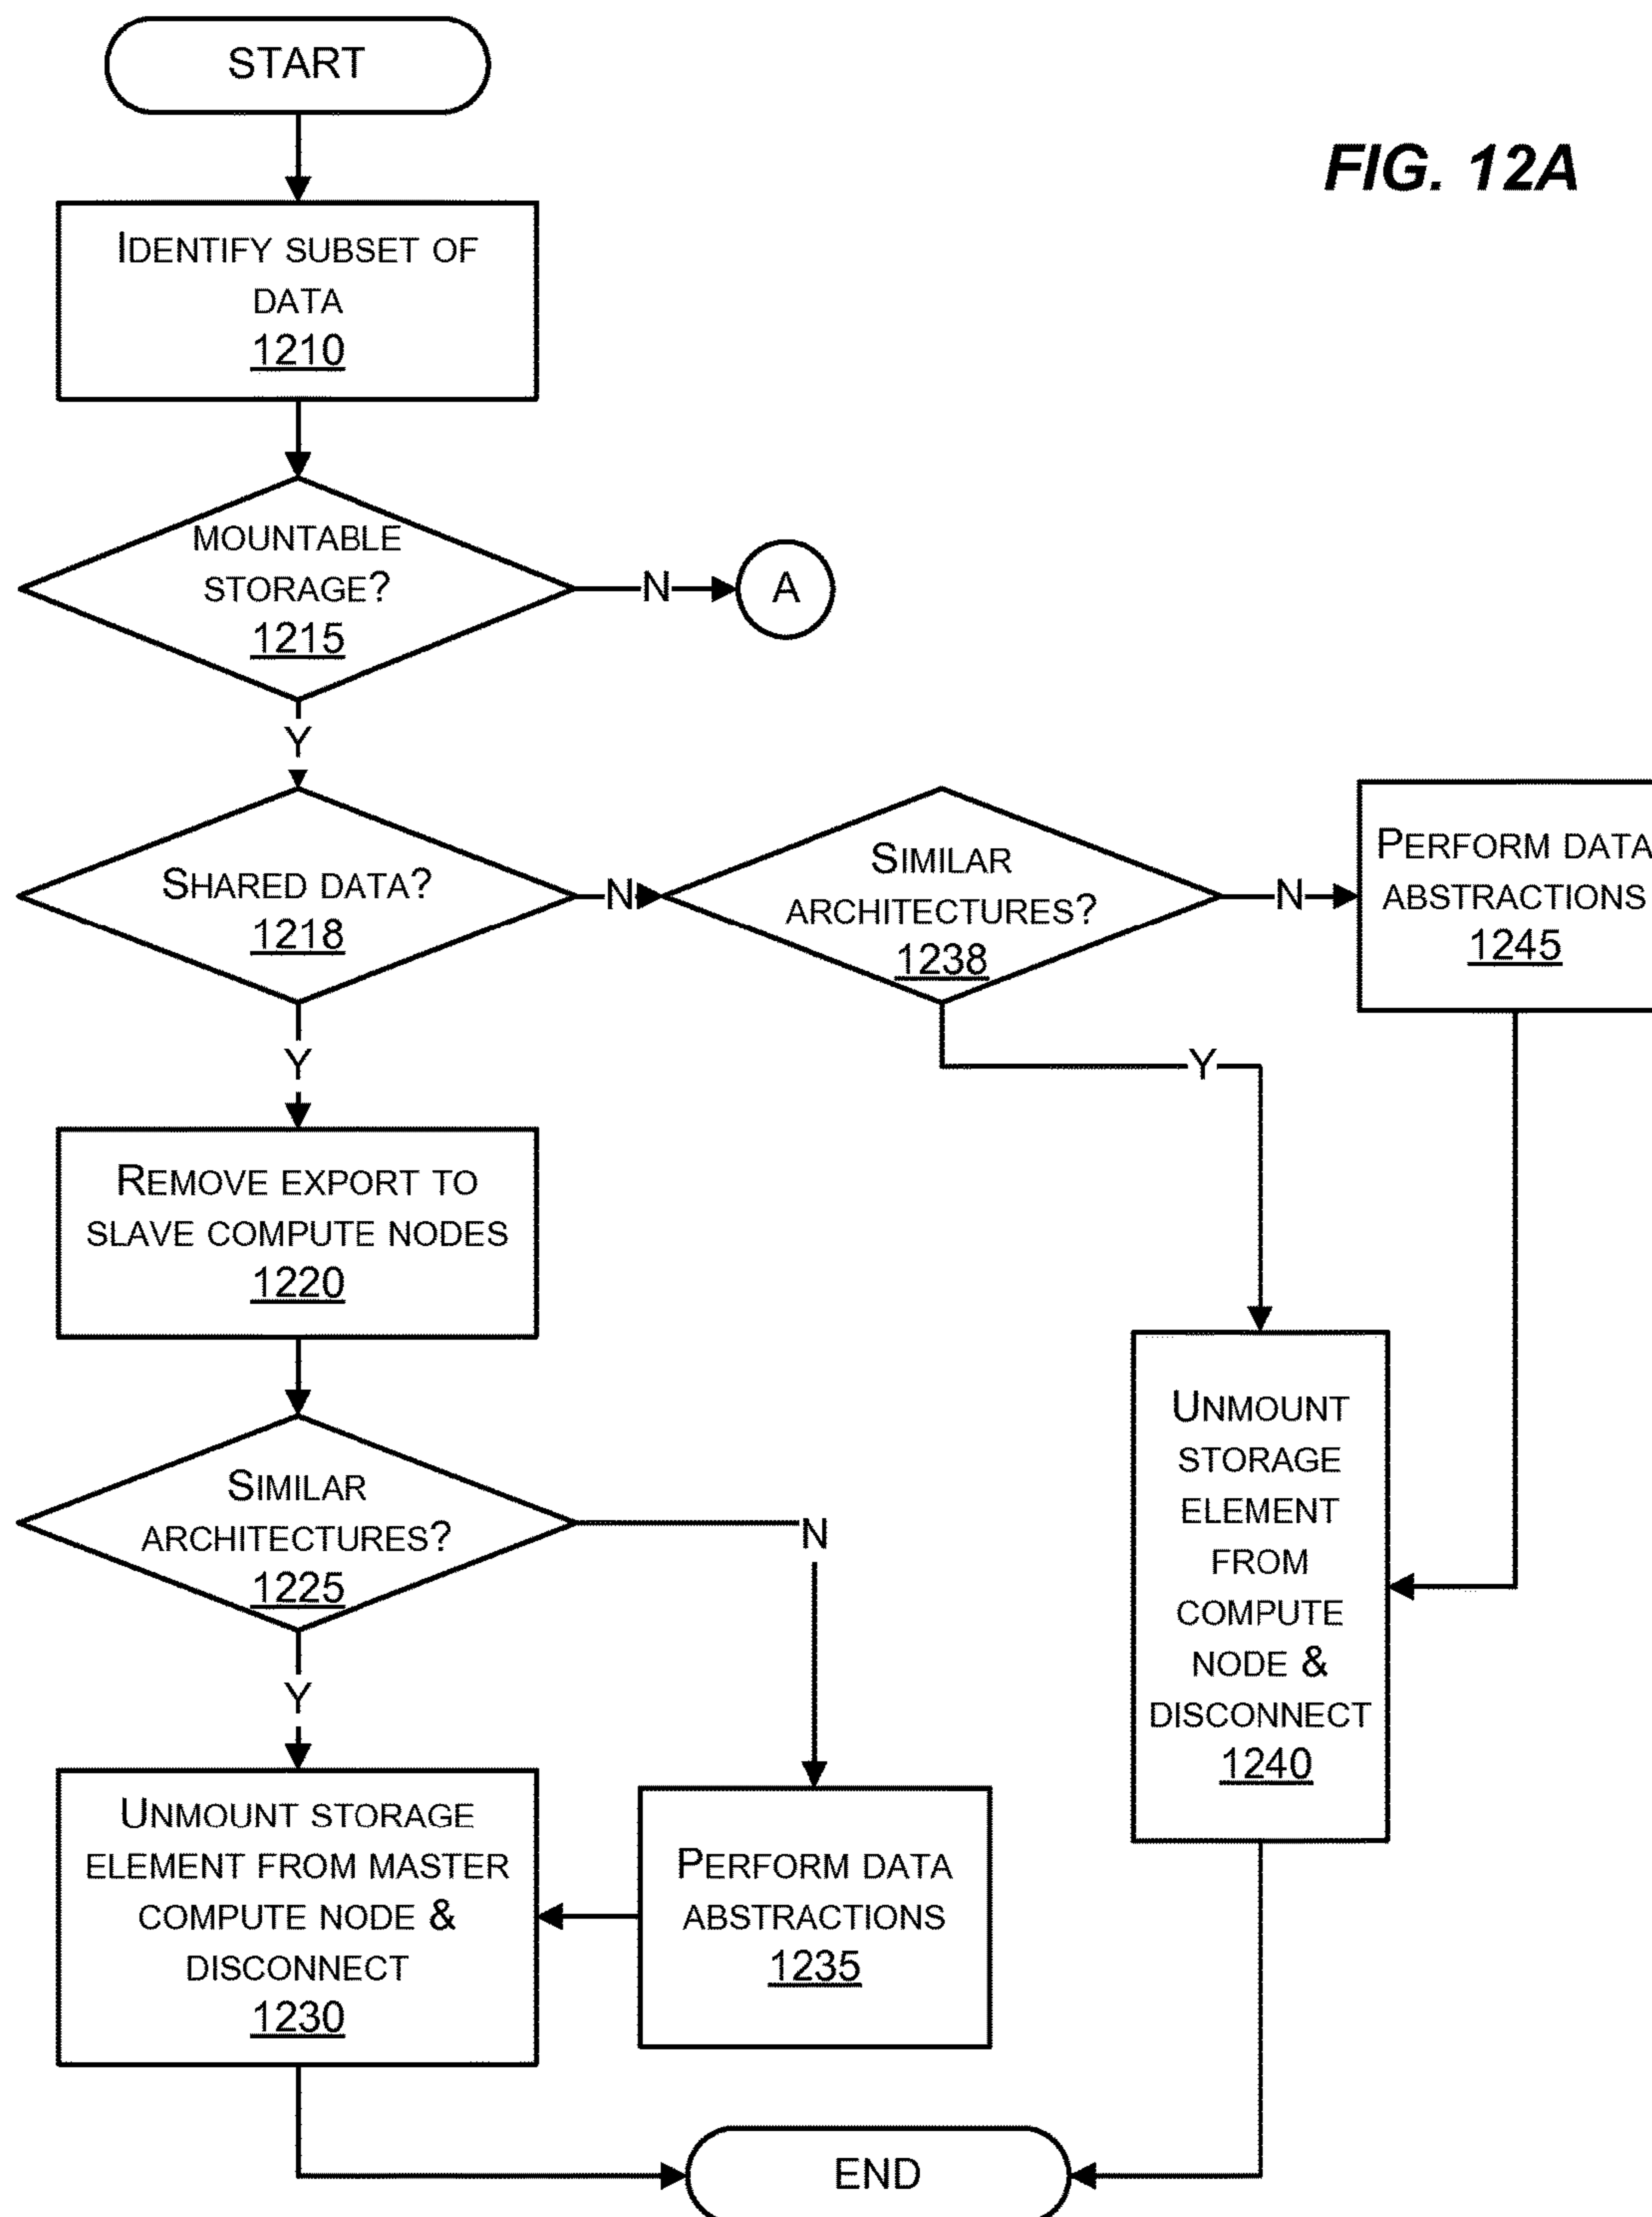 START
FIG. 12A
IDENTIFY SUBSET OF
DATA
1210
MOUNTABLE
STORAGE?
1215
N
A
Y
SHARED DATA?
1218
N
SIMILAR
ARCHITECTURES?
1238
N
PERFORM DATA
ABSTRACTIONS
1245
Y
Y
REMOVE EXPORT TO
SLAVE COMPUTE NODES
1220
SIMILAR
ARCHITECTURES?
1225
N
Y
UNMOUNT
STORAGE
ELEMENT
FROM
COMPUTE
NODE &
DISCONNECT
1240
UNMOUNT STORAGE
ELEMENT FROM MASTER
COMPUTE NODE &
DISCONNECT
1230
PERFORM DATA
ABSTRACTIONS
1235
END